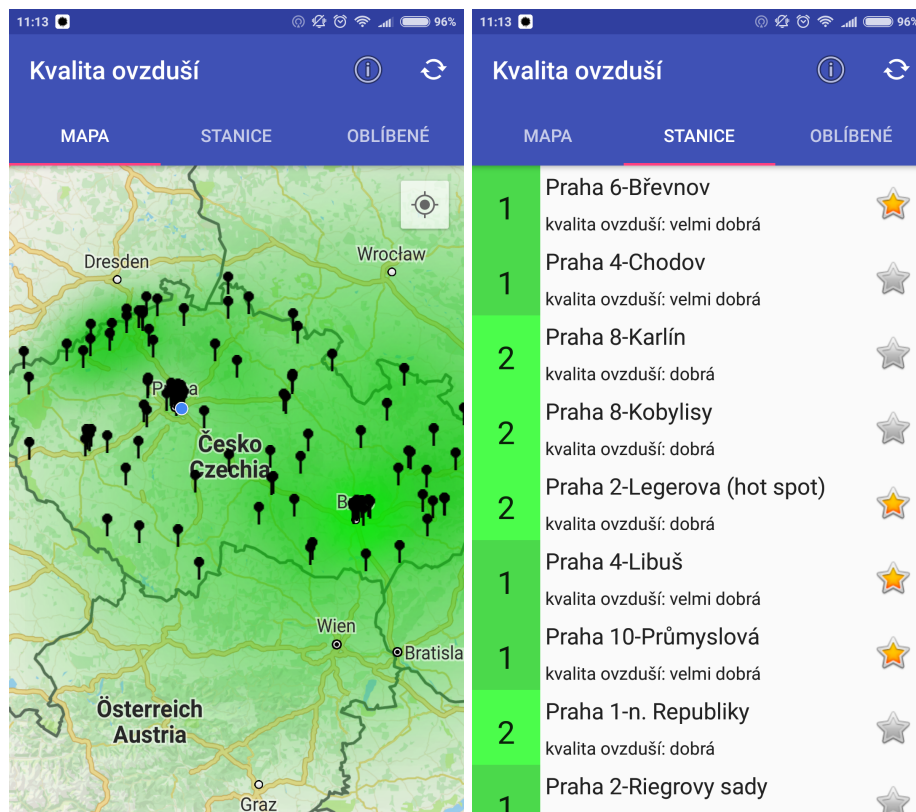 11:13
96%
Kvalita ovzduší
MAPA
STANICE
OBLÍBENÉ
Dresden
Wrocław
Česko
Czechia
Wien
Bratisla
Österreich
Austria
Graz
11:13
96%
Kvalita ovzduší
MAPA
STANICE
OBLÍBENÉ
1
Praha 6-Břevnov
kvalita ovzduší: velmi dobrá
1
Praha 4-Chodov
kvalita ovzduší: velmi dobrá
2
Praha 8-Karlín
kvalita ovzduší: dobrá
2
Praha 8-Kobylisy
kvalita ovzduší: dobrá
2
Praha 2-Legerova (hot spot)
kvalita ovzduší: dobrá
1
Praha 4-Libuš
kvalita ovzduší: velmi dobrá
1
Praha 10-Průmyslová
kvalita ovzduší: velmi dobrá
2
Praha 1-n. Republiky
kvalita ovzduší: dobrá
1
Praha 2-Riegrovy sady